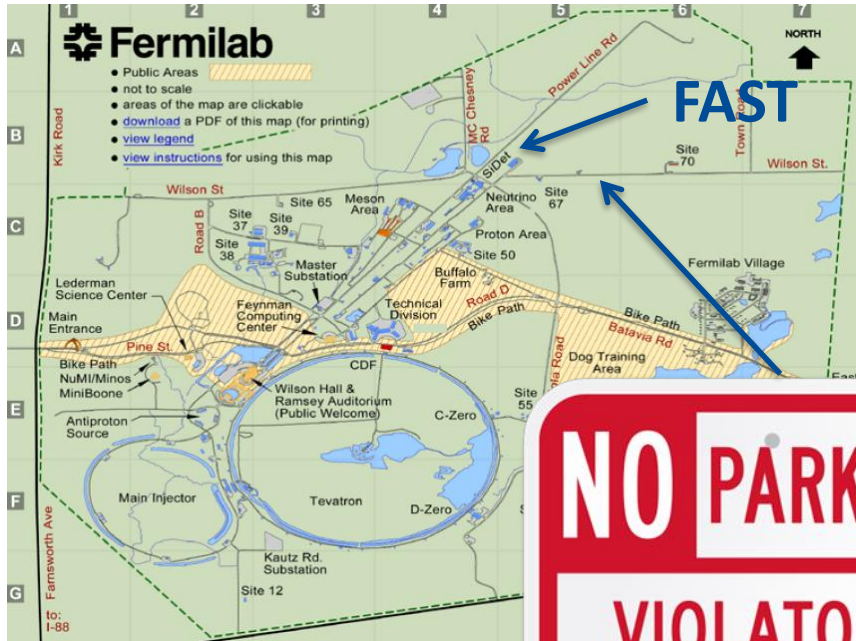 1 2 3 4 5 6 7
A
B
C
D
E
F
G
Fermilab
• Public Areas
• not to scale
• areas of the map are clickable
• download a PDF of this map (for printing)
• view legend
• view instructions for using this map
NORTH
FAST
Kirk Road
Power Line Rd
MC Chesney
Rd
Town Road
SiDet
Site
70
Wilson St.
Wilson St
Site 65
Meson
Area
Neutrino
Area
Site
67
Road B
Site
37
Site
39
Site
38
Proton Area
Site 50
Master
Substation
Buffalo
Farm
Fermilab Village
Lederman
Science Center
Feynman
Computing
Center
Technical
Division
Road D
Bike Path
Bike Path
Batavia Rd
Main
Entrance
Pine St.
Dog Training
Area
Bike Path
NuMI/Minos
MiniBoone
CDF
Wilson Hall &
Ramsey Auditorium
(Public Welcome)
Antiproton
Source
C-Zero
Site
55
Main Injector
Tevatron
D-Zero
Kautz Rd.
Substation
Site 12
Farnsworth Ave
to:
I-88
NO PARK
VIOLATO